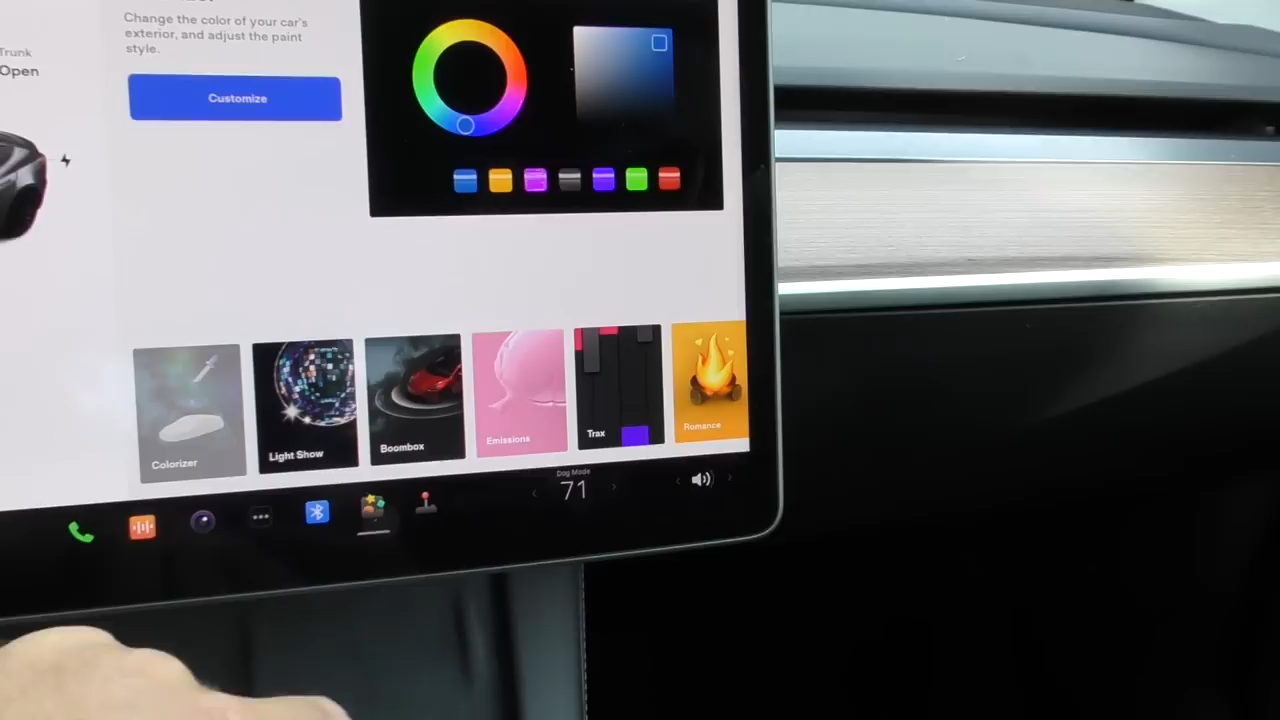 Change the color of your car's
exterior, and adjust the paint
style.
Trunk
Open
Customize
Colorizer
Light Show
Boombox
Emissions
Trax
Romance
Dog Mode
71